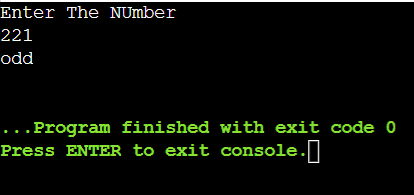 Enter The NUmber
221
odd
...Program finished with exit code 0
Press ENTER to exit console.